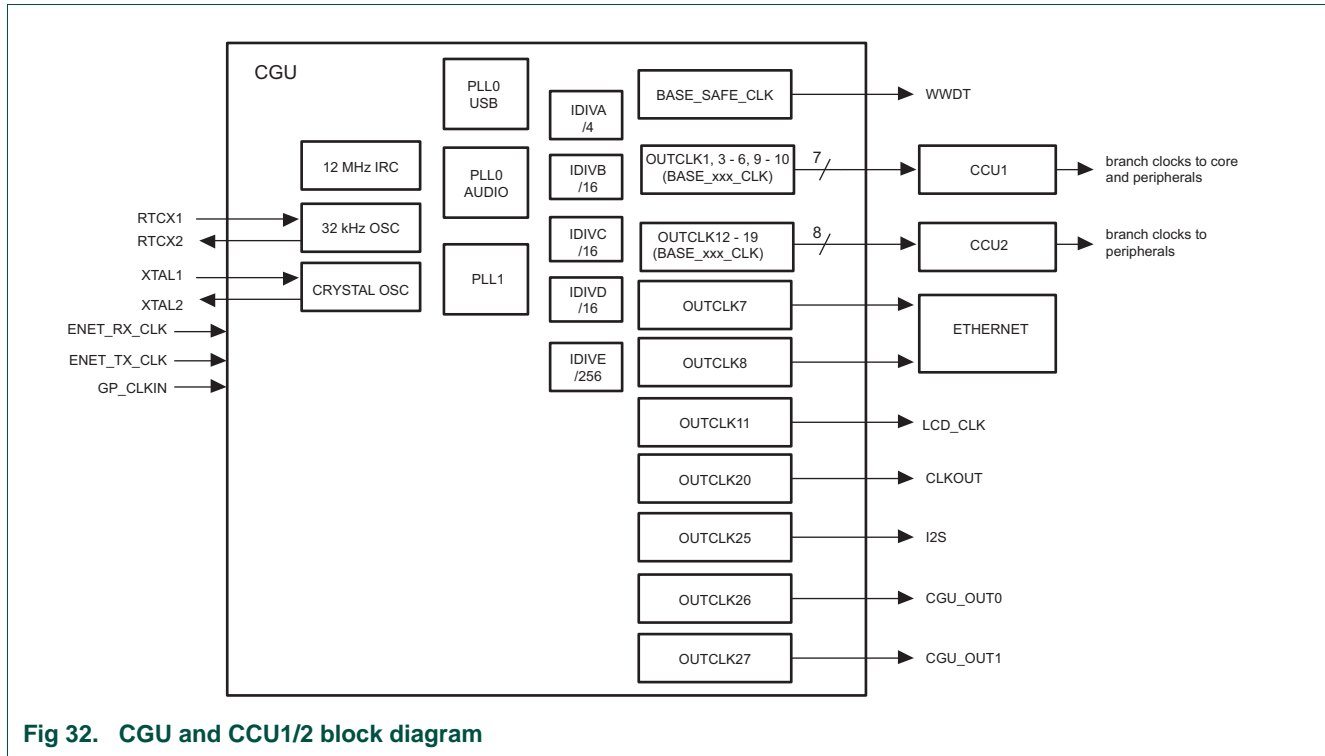 CGU
PLL0
USB
PLL0
AUDIO
PLL1
12 MHz IRC
32 kHz OSC
CRYSTAL OSC
RTCX1
RTCX2
XTAL1
XTAL2
ENET_RX_CLK
ENET_TX_CLK
GP_CLKIN
IDIVA
/4
IDIVB
/16
IDIVC
/16
IDIVD
/16
IDIVE
/256
BASE_SAFE_CLK
WWDT
OUTCLK1, 3 - 6, 9 - 10
(BASE_xxx_CLK)
7
CCU1
branch clocks to core
and peripherals
OUTCLK12 - 19
(BASE_xxx_CLK)
8
CCU2
branch clocks to
peripherals
OUTCLK7
OUTCLK8
ETHERNET
OUTCLK11
LCD_CLK
OUTCLK20
CLKOUT
OUTCLK25
I2S
OUTCLK26
CGU_OUT0
OUTCLK27
CGU_OUT1
Fig 32. CGU and CCU1/2 block diagram